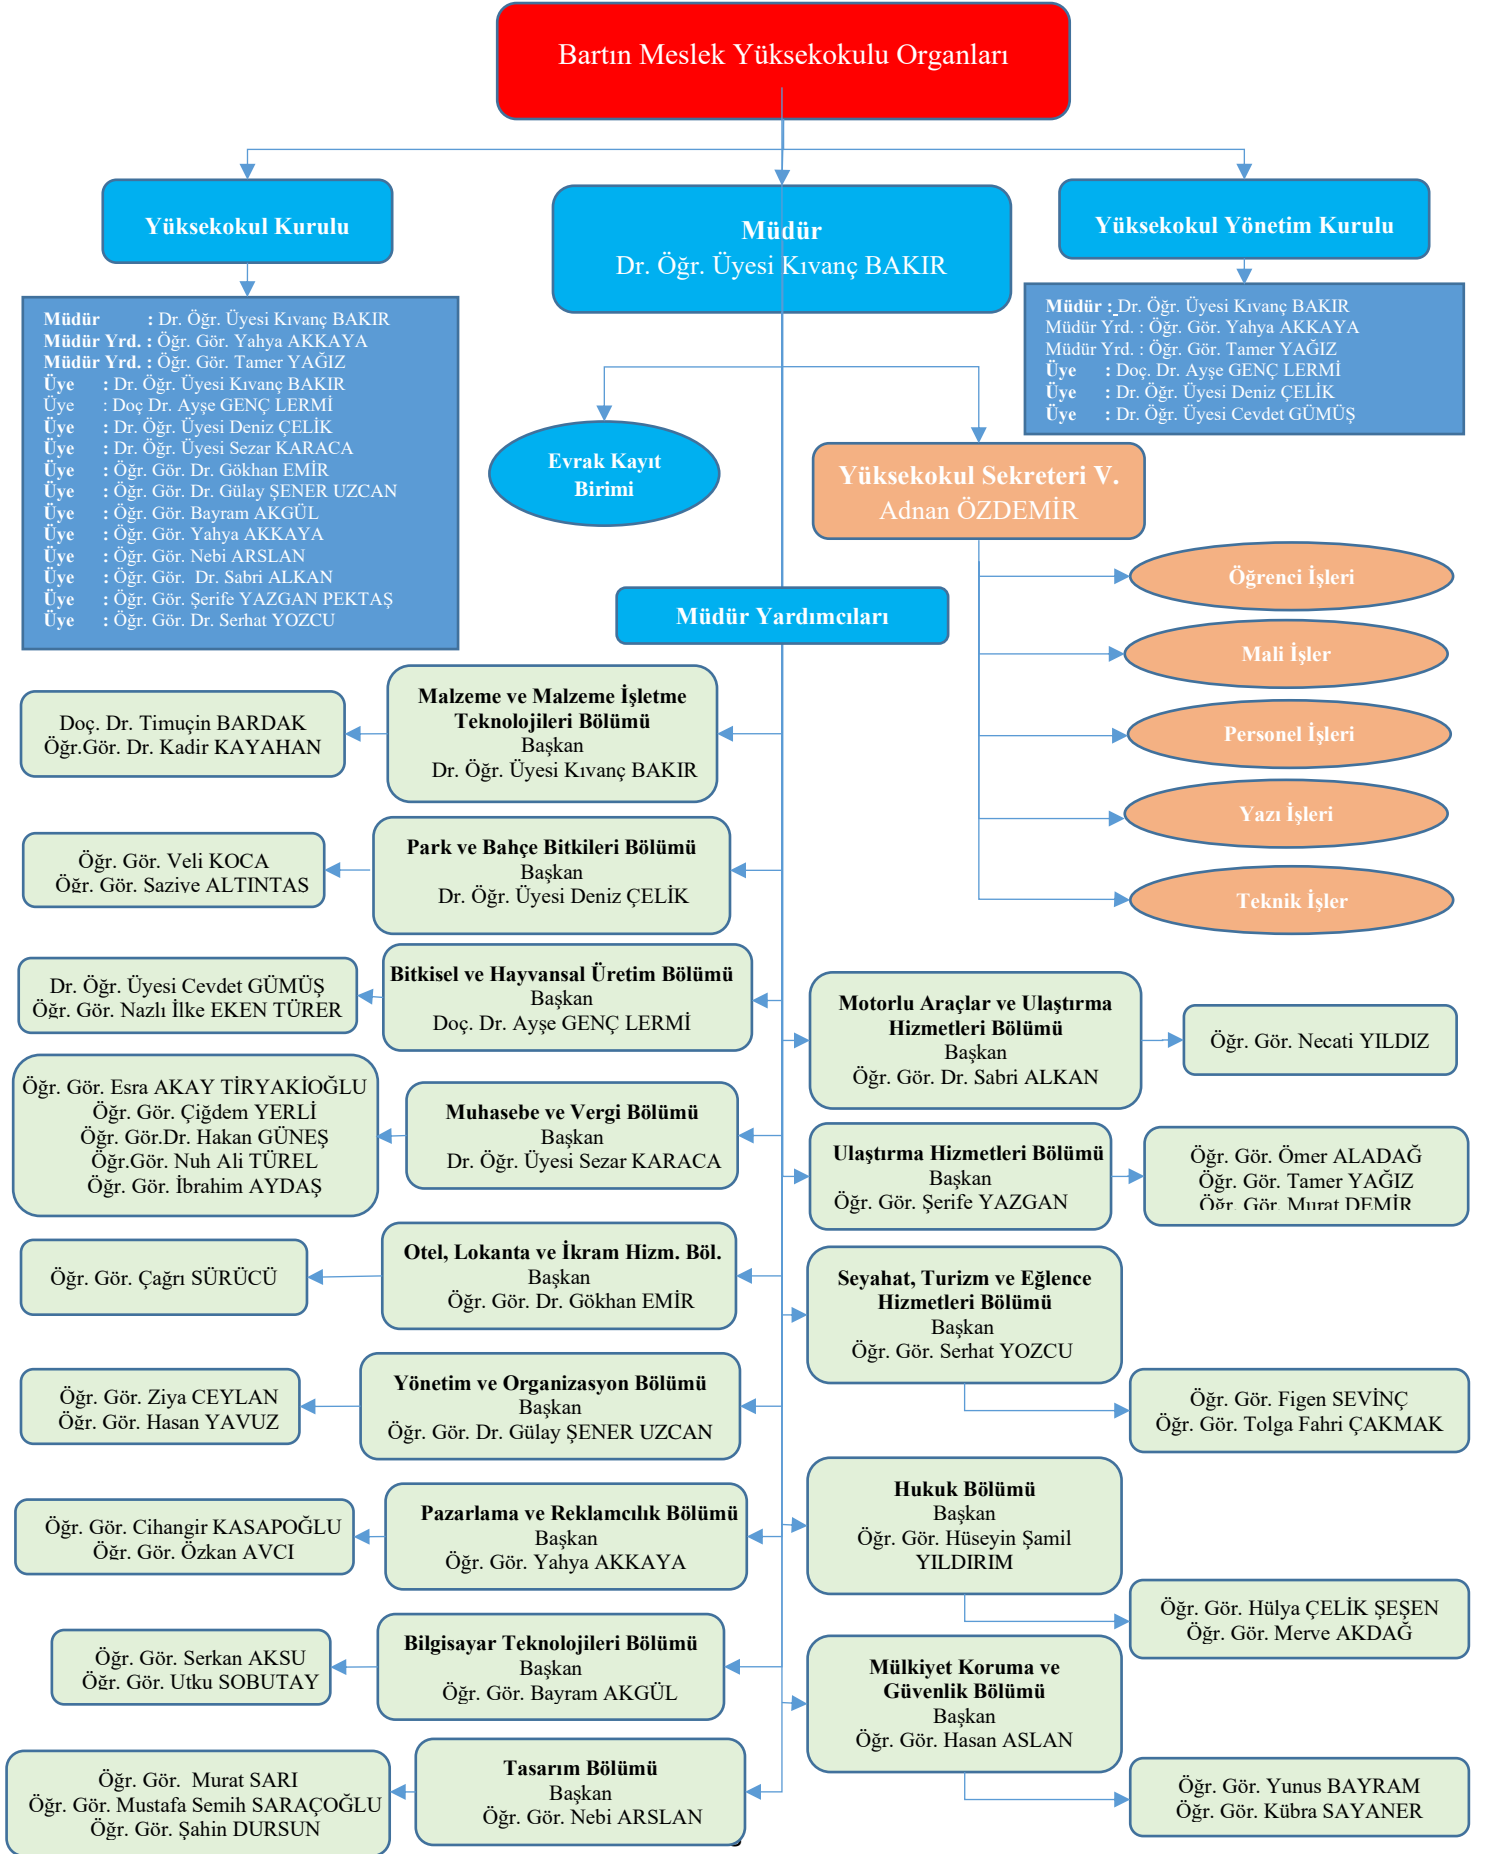 Bartın Meslek Yüksekokulu Organları
Yüksekokul Kurulu
Müdür
Dr. Öğr. Üyesi Kıvanç BAKIR
Yüksekokul Yönetim Kurulu
Müdür : Dr. Öğr. Üyesi Kıvanç BAKIR
Müdür Yrd. : Öğr. Gör. Yahya AKKAYA
Müdür Yrd. : Öğr. Gör. Tamer YAĞIZ
Üye : Dr. Öğr. Üyesi Kıvanç BAKIR
Üye : Doç Dr. Ayşe GENÇ LERMİ
Üye : Dr. Öğr. Üyesi Deniz ÇELİK
Üye : Dr. Öğr. Üyesi Sezar KARACA
Üye : Öğr. Gör. Dr. Gökhan EMİR
Üye : Öğr. Gör. Dr. Gülay ŞENER UZCAN
Üye : Öğr. Gör. Bayram AKGÜL
Üye : Öğr. Gör. Yahya AKKAYA
Üye : Öğr. Gör. Nebi ARSLAN
Üye : Öğr. Gör. Dr. Sabri ALKAN
Üye : Öğr. Gör. Şerife YAZGAN PEKTAŞ
Üye : Öğr. Gör. Dr. Serhat YOZCU
Müdür : Dr. Öğr. Üyesi Kıvanç BAKIR
Müdür Yrd. : Öğr. Gör. Yahya AKKAYA
Müdür Yrd. : Öğr. Gör. Tamer YAĞIZ
Üye : Doç. Dr. Ayşe GENÇ LERMİ
Üye : Dr. Öğr. Üyesi Deniz ÇELİK
Üye : Dr. Öğr. Üyesi Cevdet GÜMÜŞ
Evrak Kayıt
Birimi
Yüksekokul Sekreteri V.
Adnan ÖZDEMİR
Öğrenci İşleri
Mali İşler
Personel İşleri
Yazı İşleri
Teknik İşler
Müdür Yardımcıları
Malzeme ve Malzeme İşletme
Teknolojileri Bölümü
Başkan
Dr. Öğr. Üyesi Kıvanç BAKIR
Doç. Dr. Timuçin BARDAK
Öğr.Gör. Dr. Kadir KAYAHAN
Park ve Bahçe Bitkileri Bölümü
Başkan
Dr. Öğr. Üyesi Deniz ÇELİK
Öğr. Gör. Veli KOCA
Öğr. Gör. Saziye ALTINTAS
Bitkisel ve Hayvansal Üretim Bölümü
Başkan
Doç. Dr. Ayşe GENÇ LERMİ
Dr. Öğr. Üyesi Cevdet GÜMÜŞ
Öğr. Gör. Nazlı İlke EKEN TÜRER
Muhasebe ve Vergi Bölümü
Başkan
Dr. Öğr. Üyesi Sezar KARACA
Öğr. Gör. Esra AKAY TİRYAKİOĞLU
Öğr. Gör. Çiğdem YERLİ
Öğr. Gör.Dr. Hakan GÜNEŞ
Öğr.Gör. Nuh Ali TÜREL
Öğr. Gör. İbrahim AYDAŞ
Otel, Lokanta ve İkram Hizm. Böl.
Başkan
Öğr. Gör. Dr. Gökhan EMİR
Öğr. Gör. Çağrı SÜRÜCÜ
Yönetim ve Organizasyon Bölümü
Başkan
Öğr. Gör. Dr. Gülay ŞENER UZCAN
Öğr. Gör. Ziya CEYLAN
Öğr. Gör. Hasan YAVUZ
Pazarlama ve Reklamcılık Bölümü
Başkan
Öğr. Gör. Yahya AKKAYA
Öğr. Gör. Cihangir KASAPOĞLU
Öğr. Gör. Özkan AVCI
Bilgisayar Teknolojileri Bölümü
Başkan
Öğr. Gör. Bayram AKGÜL
Öğr. Gör. Serkan AKSU
Öğr. Gör. Utku SOBUTAY
Tasarım Bölümü
Başkan
Öğr. Gör. Nebi ARSLAN
Öğr. Gör. Murat SARI
Öğr. Gör. Mustafa Semih SARAÇOĞLU
Öğr. Gör. Şahin DURSUN
Motorlu Araçlar ve Ulaştırma
Hizmetleri Bölümü
Başkan
Öğr. Gör. Dr. Sabri ALKAN
Öğr. Gör. Necati YILDIZ
Ulaştırma Hizmetleri Bölümü
Başkan
Öğr. Gör. Şerife YAZGAN
Öğr. Gör. Ömer ALADAĞ
Öğr. Gör. Tamer YAĞIZ
Öğr. Gör. Murat DEMİR
Seyahat, Turizm ve Eğlence
Hizmetleri Bölümü
Başkan
Öğr. Gör. Serhat YOZCU
Öğr. Gör. Figen SEVİNÇ
Öğr. Gör. Tolga Fahri ÇAKMAK
Hukuk Bölümü
Başkan
Öğr. Gör. Hüseyin Şamil
YILDIRIM
Öğr. Gör. Hülya ÇELİK ŞEŞEN
Öğr. Gör. Merve AKDAĞ
Mülkiyet Koruma ve
Güvenlik Bölümü
Başkan
Öğr. Gör. Hasan ASLAN
Öğr. Gör. Yunus BAYRAM
Öğr. Gör. Kübra SAYANER